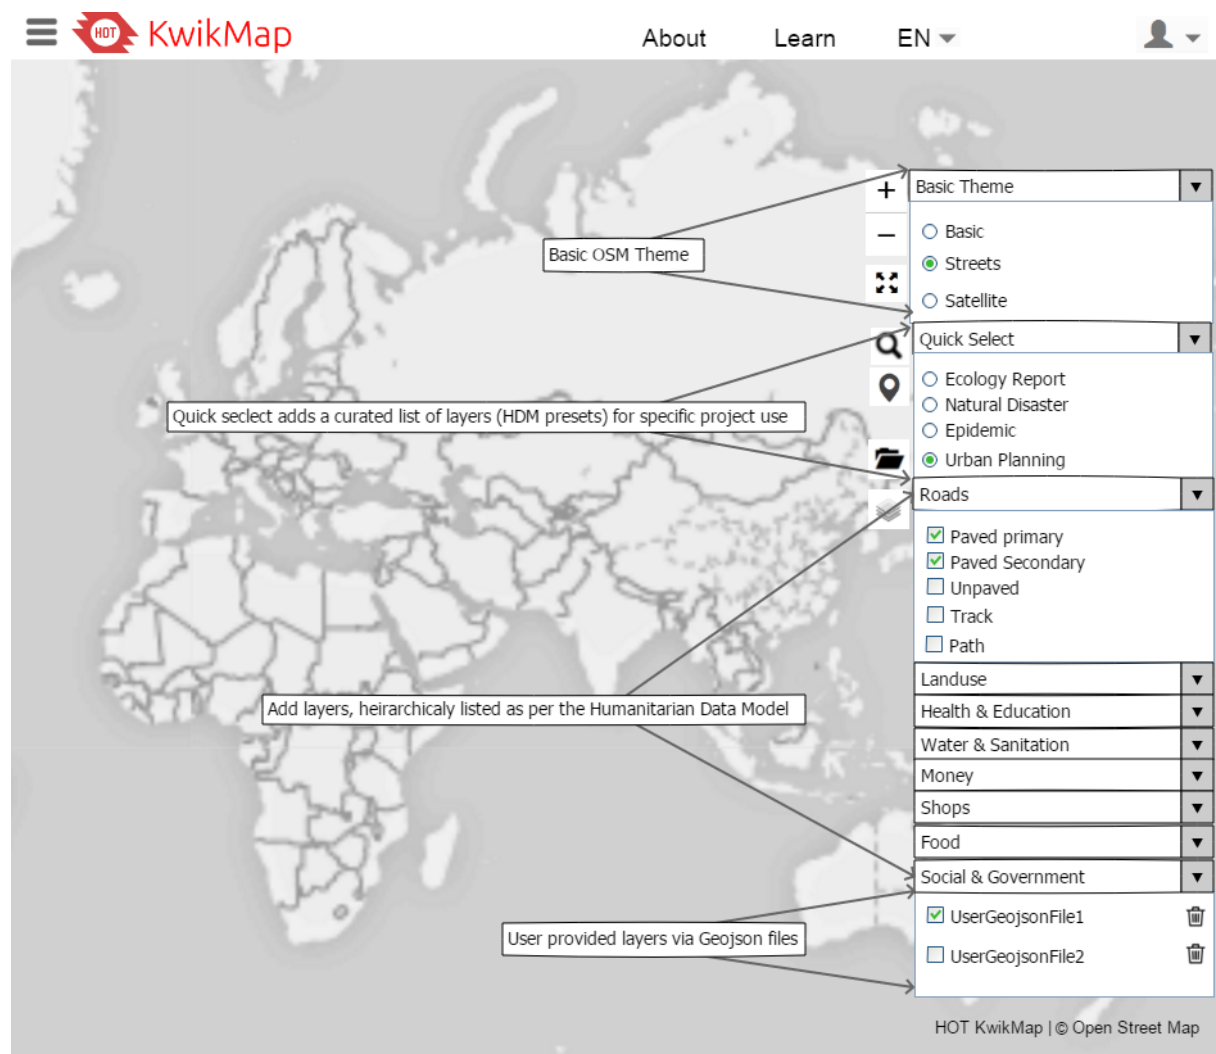 HOT KwikMap About Learn EN
Basic Theme
Basic
Streets
Satellite
Basic OSM Theme
Quick Select
Ecology Report
Natural Disaster
Epidemic
Urban Planning
Quick seclect adds a curated list of layers (HDM presets) for specific project use
Roads
Paved primary
Paved Secondary
Unpaved
Track
Path
Landuse
Health & Education
Water & Sanitation
Money
Shops
Food
Social & Government
Add layers, heirarchicaly listed as per the Humanitarian Data Model
UserGeojsonFile1
UserGeojsonFile2
User provided layers via Geojson files
HOT KwikMap | © Open Street Map